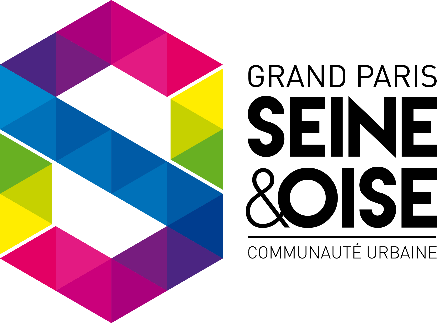 GRAND PARIS
SEINE
&OISE
COMMUNAUTÉ URBAINE